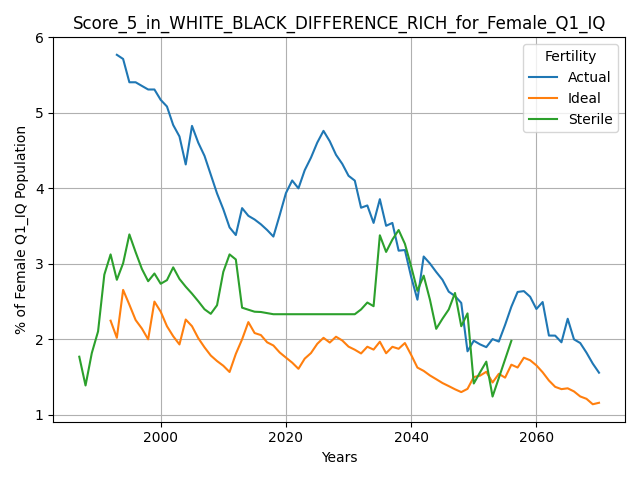 Score_5_in_WHITE_BLACK_DIFFERENCE_RICH_for_Female_Q1_IQ
6
5
4
3
2
1
% of Female Q1_IQ Population
Fertility
Actual
Ideal
Sterile
2000
2020
2040
2060
Years